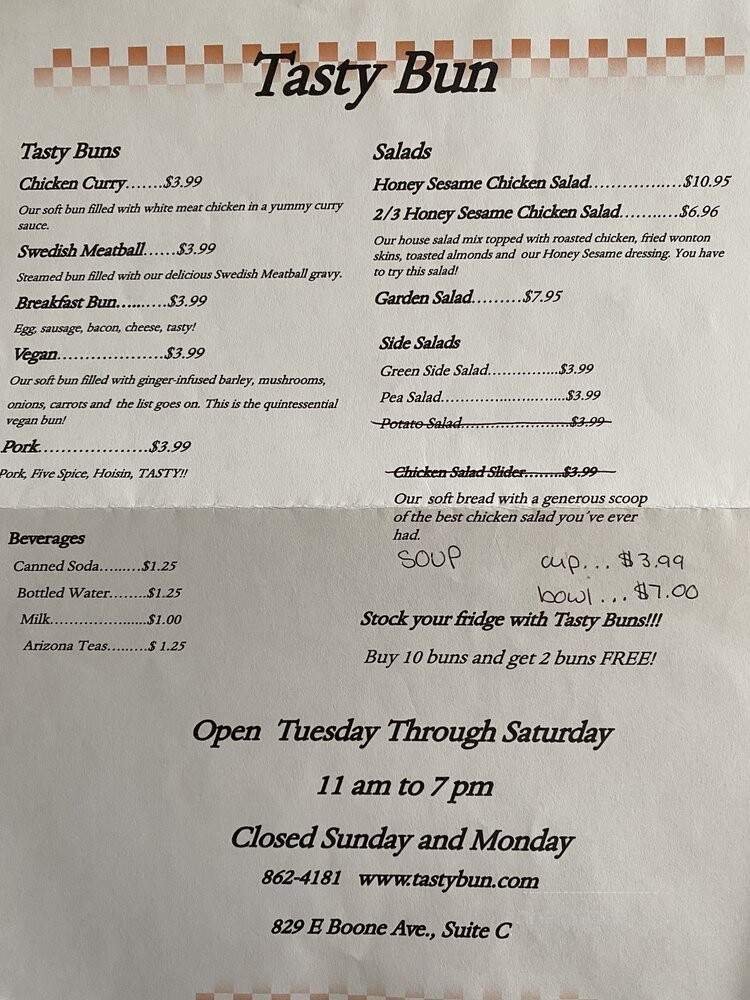 Tasty Bun
Tasty Buns
Chicken Curry.......$3.99
Our soft bun filled with white meat chicken in a yummy curry
sauce.
Swedish Meatball......$3.99
Steamed bun filled with our delicious Swedish Meatball gravy.
Breakfast Bun..........$3.99
Egg, sausage, bacon, cheese, tasty!
Vegan.....................$3.99
Our soft bun filled with ginger-infused barley, mushrooms,
onions, carrots and the list goes on. This is the quintessential
vegan bun!
Pork.....................$3.99
Pork, Five Spice, Hoisin, TASTY!!
Beverages
Canned Soda.........$1.25
Bottled Water........$1.25
Milk.....................$1.00
Arizona Teas.........$ 1.25
Salads
Honey Sesame Chicken Salad................$10.95
2/3 Honey Sesame Chicken Salad..........$6.96
Our house salad mix topped with roasted chicken, fried wonton
skins, toasted almonds and our Honey Sesame dressing. You have
to try this salad!
Garden Salad.........$7.95
Side Salads
Green Side Salad...............$3.99
Pea Salad..........................$3.99
Potato Salad.......................$3.99
Chicken Salad Slider.........$3.99
Our soft bread with a generous scoop
of the best chicken salad you've ever
had.
SOUP cup... $3.99
bowl... $7.00
Stock your fridge with Tasty Buns!!!
Buy 10 buns and get 2 buns FREE!
Open Tuesday Through Saturday
11 am to 7 pm
Closed Sunday and Monday
862-4181 www.tastybun.com
829 E Boone Ave., Suite C